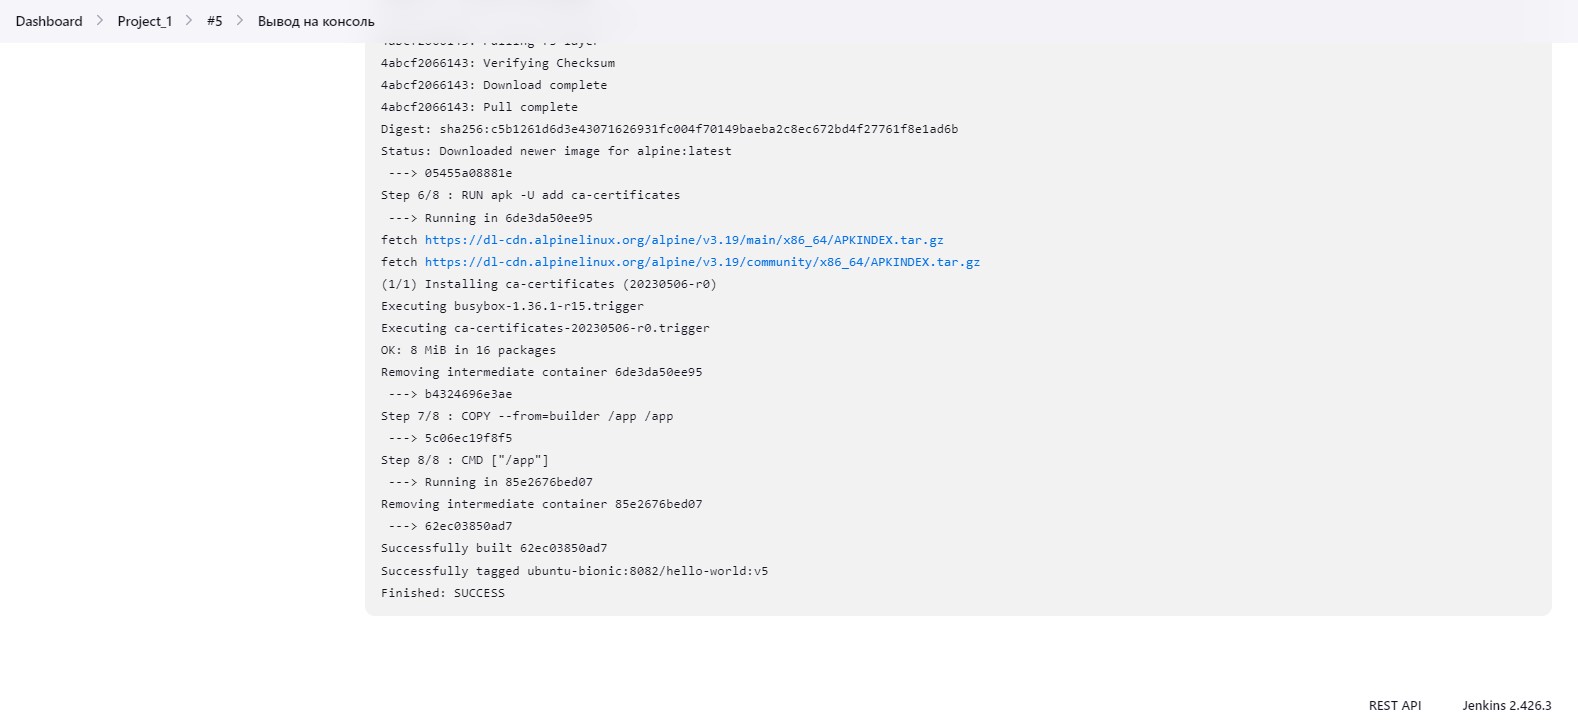 Dashboard > Project_1 > #5 > Вывод на консоль
4abcf2066143: Pulling fs layer
4abcf2066143: Verifying Checksum
4abcf2066143: Download complete
4abcf2066143: Pull complete
Digest: sha256:c5b1261d6d3e43071626931fc004f70149baeba2c8ec672bd4f27761f8e1ad6b
Status: Downloaded newer image for alpine:latest
 ---> 05455a08881e
Step 6/8 : RUN apk -U add ca-certificates
 ---> Running in 6de3da50ee95
fetch https://dl-cdn.alpinelinux.org/alpine/v3.19/main/x86_64/APKINDEX.tar.gz
fetch https://dl-cdn.alpinelinux.org/alpine/v3.19/community/x86_64/APKINDEX.tar.gz
(1/1) Installing ca-certificates (20230506-r0)
Executing busybox-1.36.1-r15.trigger
Executing ca-certificates-20230506-r0.trigger
OK: 8 MiB in 16 packages
Removing intermediate container 6de3da50ee95
 ---> b4324696e3ae
Step 7/8 : COPY --from=builder /app /app
 ---> 5c06ec19f8f5
Step 8/8 : CMD ["/app"]
 ---> Running in 85e2676bed07
Removing intermediate container 85e2676bed07
 ---> 62ec03850ad7
Successfully built 62ec03850ad7
Successfully tagged ubuntu-bionic:8082/hello-world:v5
Finished: SUCCESS
REST API Jenkins 2.426.3